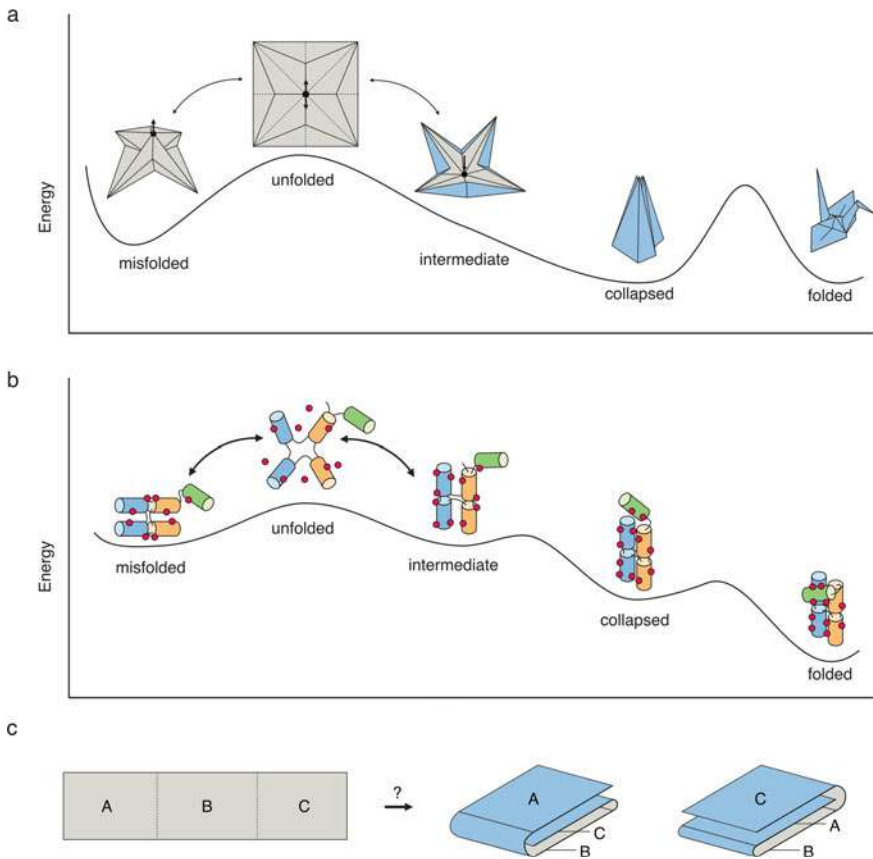 a
Energy
unfolded
misfolded
intermediate
collapsed
folded
b
Energy
unfolded
misfolded
intermediate
collapsed
folded
c
A B C
?
A
C
B
C
A
B